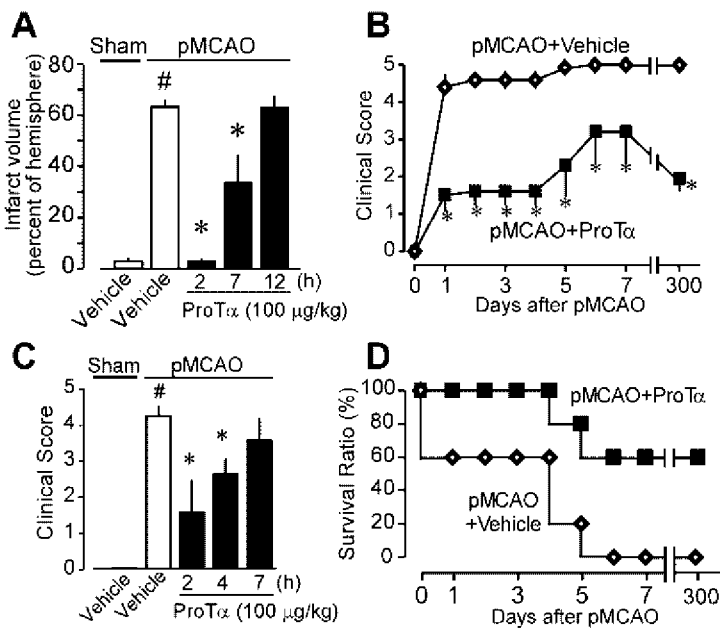 A
Sham pMCAO
#
*
*
Infarct volume
(percent of hemisphere)
80
60
40
20
0
Vehicle
Vehicle
2 7 12 (h)
ProTα (100 μg/kg)
B
pMCAO+Vehicle
Clinical Score
5
4
3
2
1
0
* * * * * * * *
pMCAO+ProTα
0 1 3 5 7 300
Days after pMCAO
C
Sham pMCAO
#
* *
Clinical Score
5
4
3
2
1
0
Vehicle
Vehicle
2 4 7 (h)
ProTα (100 μg/kg)
D
pMCAO+ProTα
Survival Ratio (%)
100
80
60
40
20
0
pMCAO
+Vehicle
0 1 3 5 7 300
Days after pMCAO